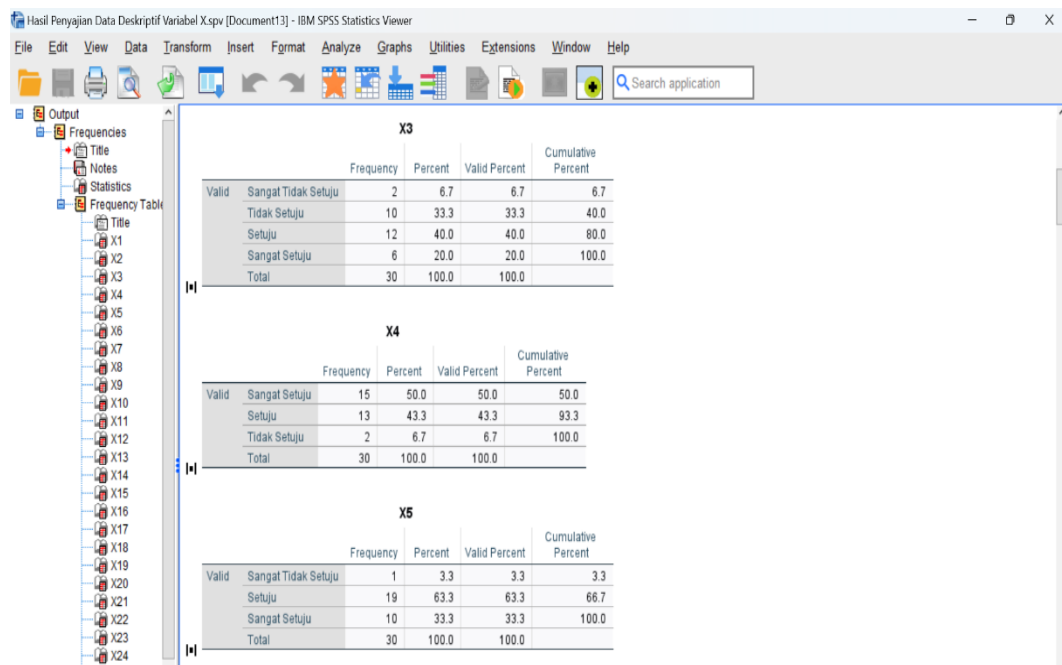 Hasil Penyajian Data Deskriptif Variabel X.spv [Document13] - IBM SPSS Statistics Viewer
File Edit View Data Transform Insert Format Analyze Graphs Utilities Extensions Window Help
Search application
Output
Frequencies
Title
Notes
Statistics
Frequency Table
Title
X1
X2
X3
X4
X5
X6
X7
X8
X9
X10
X11
X12
X13
X14
X15
X16
X17
X18
X19
X20
X21
X22
X23
X24
X3
Frequency Percent Valid Percent Cumulative Percent
Valid Sangat Tidak Setuju 2 6.7 6.7 6.7
Tidak Setuju 10 33.3 33.3 40.0
Setuju 12 40.0 40.0 80.0
Sangat Setuju 6 20.0 20.0 100.0
Total 30 100.0 100.0
X4
Frequency Percent Valid Percent Cumulative Percent
Valid Sangat Setuju 15 50.0 50.0 50.0
Setuju 13 43.3 43.3 93.3
Tidak Setuju 2 6.7 6.7 100.0
Total 30 100.0 100.0
X5
Frequency Percent Valid Percent Cumulative Percent
Valid Sangat Tidak Setuju 1 3.3 3.3 3.3
Setuju 19 63.3 63.3 66.7
Sangat Setuju 10 33.3 33.3 100.0
Total 30 100.0 100.0